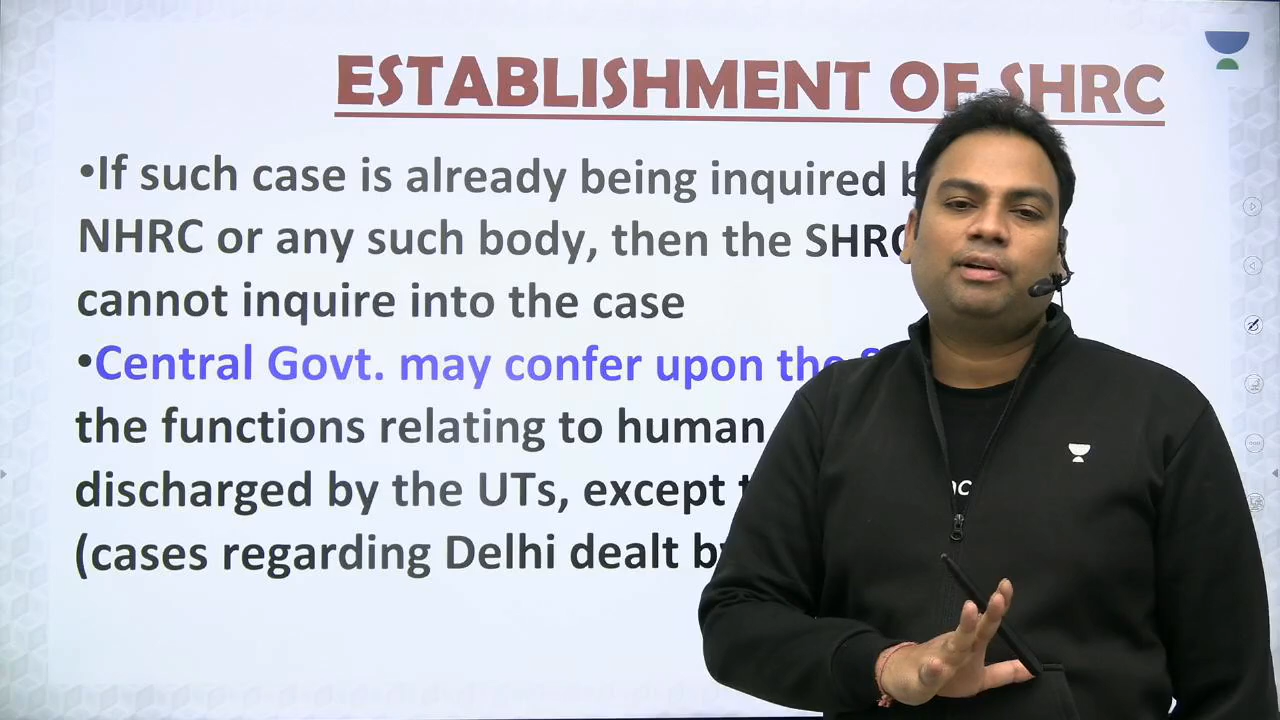 ESTABLISHMENT OF SHRC
•If such case is already being inquired
NHRC or any such body, then the SHRC
cannot inquire into the case
•Central Govt. may confer upon the
the functions relating to human
discharged by the UTs, except
(cases regarding Delhi dealt